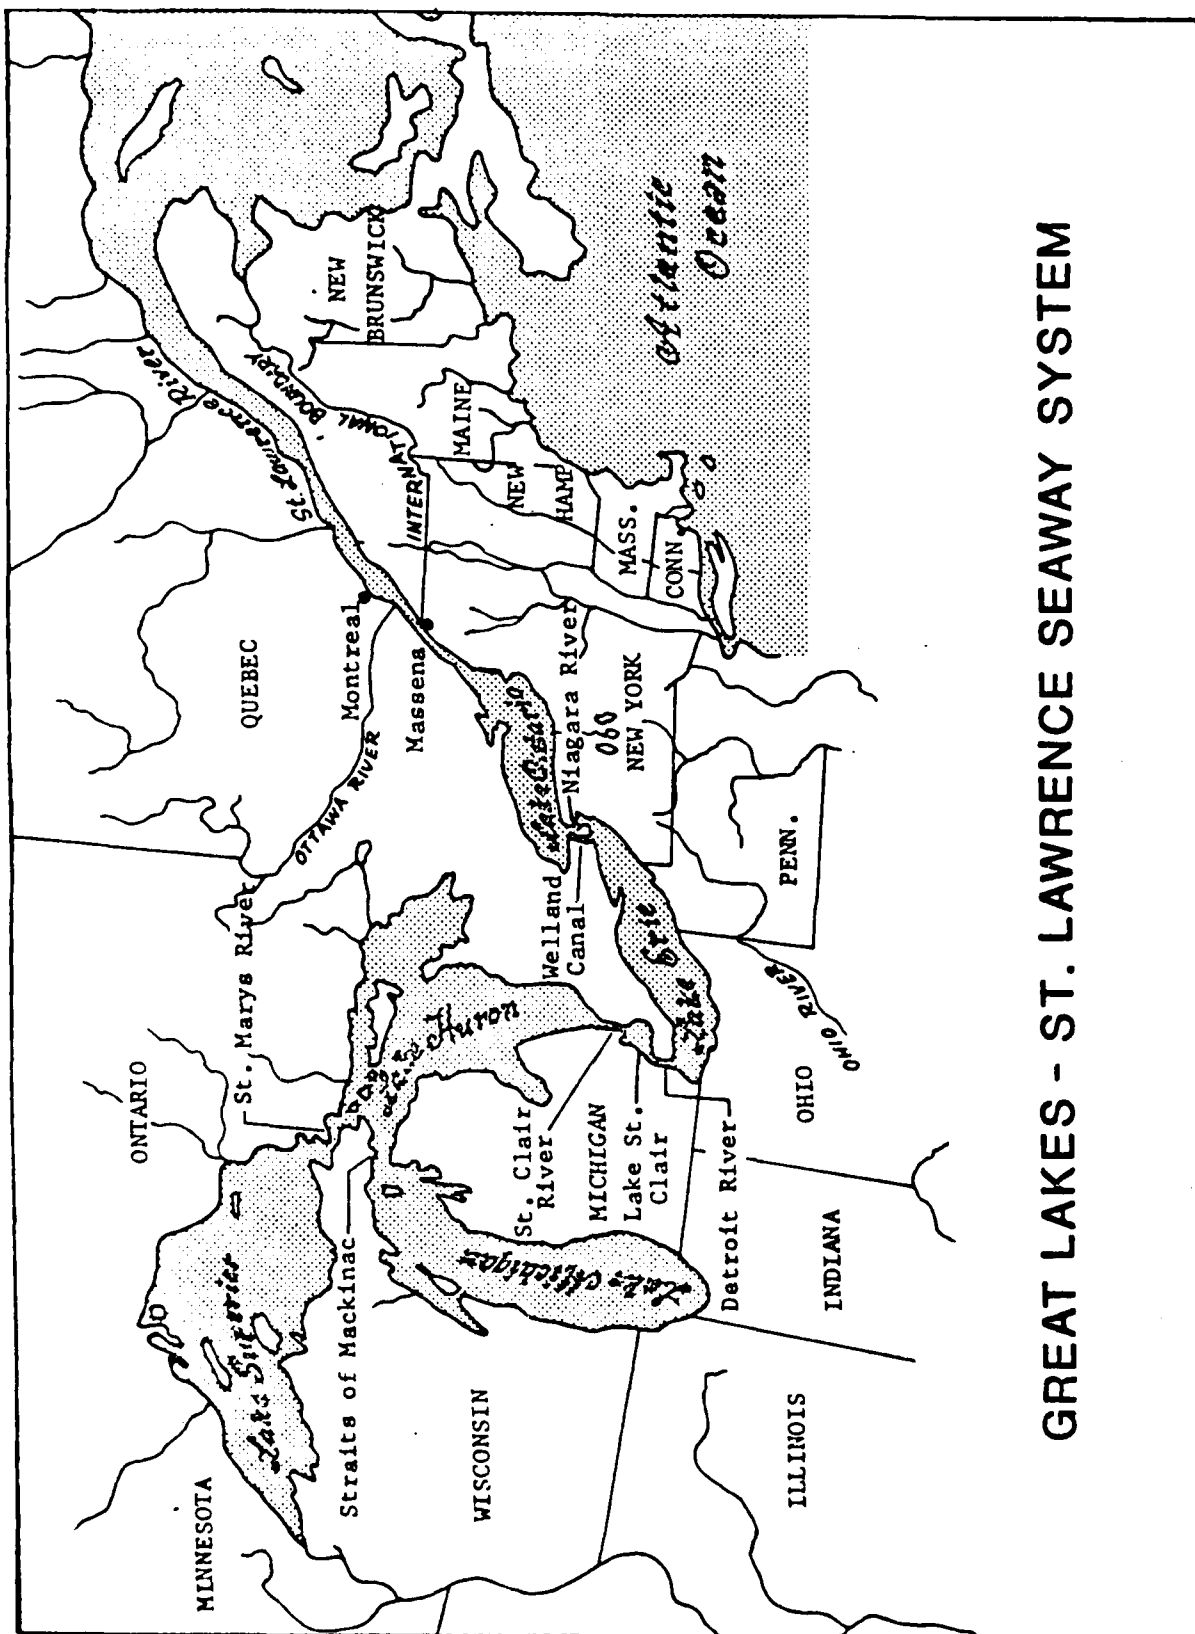 MINNESOTA
ONTARIO
QUEBEC
St. Marys River
OTTAWA RIVER
St. Lawrence River
Lake Superior
Montreal
Massena
INTERNATIONAL BOUNDARY
NEW
BRUNSWICK
MAINE
NEW
HAMP
MASS.
CONN
Straits of Mackinac
Lake Huron
Lake Ontario
Niagara River
NEW YORK
Welland
Canal
Lake Erie
PENN.
OHIO RIVER
WISCONSIN
Lake Michigan
St. Clair
River
MICHIGAN
Lake St.
Clair
Detroit River
OHIO
INDIANA
ILLINOIS
Atlantic
Ocean
GREAT LAKES - ST. LAWRENCE SEAWAY SYSTEM